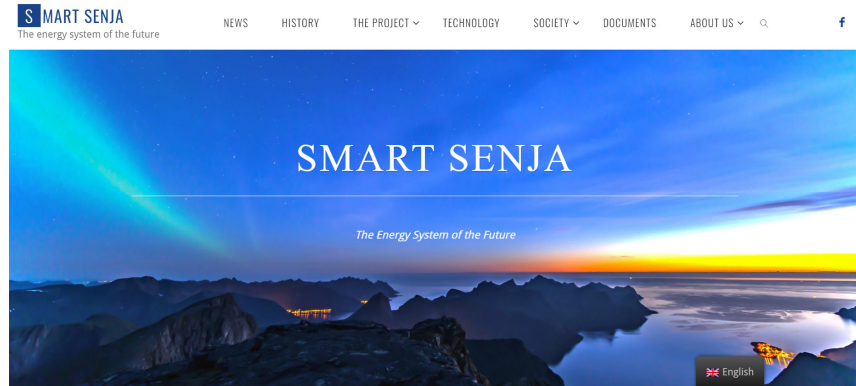 SMART SENJA
The energy system of the future
NEWS HISTORY THE PROJECT TECHNOLOGY SOCIETY DOCUMENTS ABOUT US
SMART SENJA
The Energy System of the Future
English